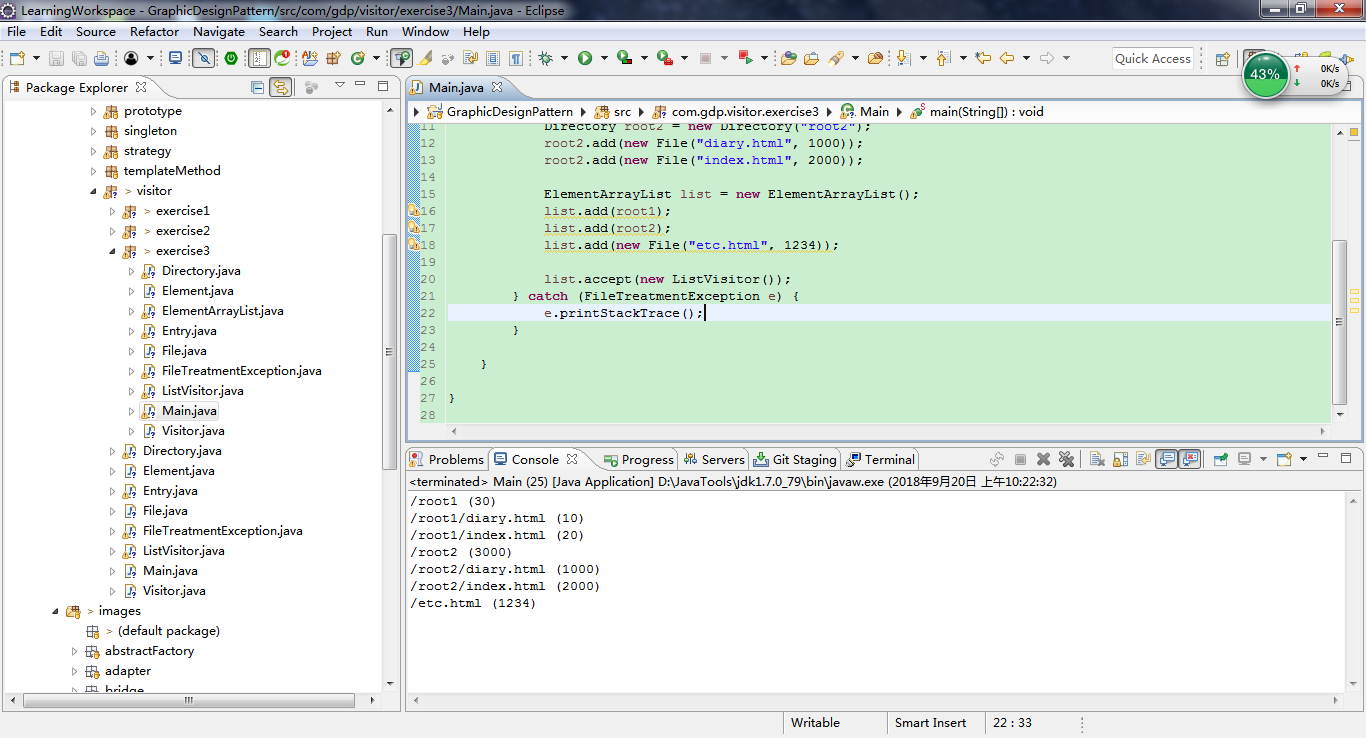 LearningWorkspace - GraphicDesignPattern/src/com/gdp/visitor/exercise3/Main.java - Eclipse
File Edit Source Refactor Navigate Search Project Run Window Help
Quick Access
43% 0K/s
0K/s
Package Explorer
prototype
singleton
strategy
templateMethod
> visitor
> exercise1
> exercise2
> exercise3
Directory.java
Element.java
ElementArrayList.java
Entry.java
File.java
FileTreatmentException.java
ListVisitor.java
Main.java
Visitor.java
Directory.java
Element.java
Entry.java
File.java
FileTreatmentException.java
ListVisitor.java
Main.java
Visitor.java
> images
> (default package)
abstractFactory
adapter
bridge
Main.java
GraphicDesignPattern src com.gdp.visitor.exercise3 Main main(String[]) : void
11 Directory root2 = new Directory("root2");
12 root2.add(new File("diary.html", 1000));
13 root2.add(new File("index.html", 2000));
14
15 ElementArrayList list = new ElementArrayList();
16 list.add(root1);
17 list.add(root2);
18 list.add(new File("etc.html", 1234));
19
20 list.accept(new ListVisitor());
21 } catch (FileTreatmentException e) {
22 e.printStackTrace();
23 }
24
25 }
26
27 }
28
Problems Console Progress Servers Git Staging Terminal
<terminated> Main (25) [Java Application] D:\JavaTools\jdk1.7.0_79\bin\javaw.exe (2018年9月20日 上午10:22:32)
/root1 (30)
/root1/diary.html (10)
/root1/index.html (20)
/root2 (3000)
/root2/diary.html (1000)
/root2/index.html (2000)
/etc.html (1234)
Writable Smart Insert 22 : 33